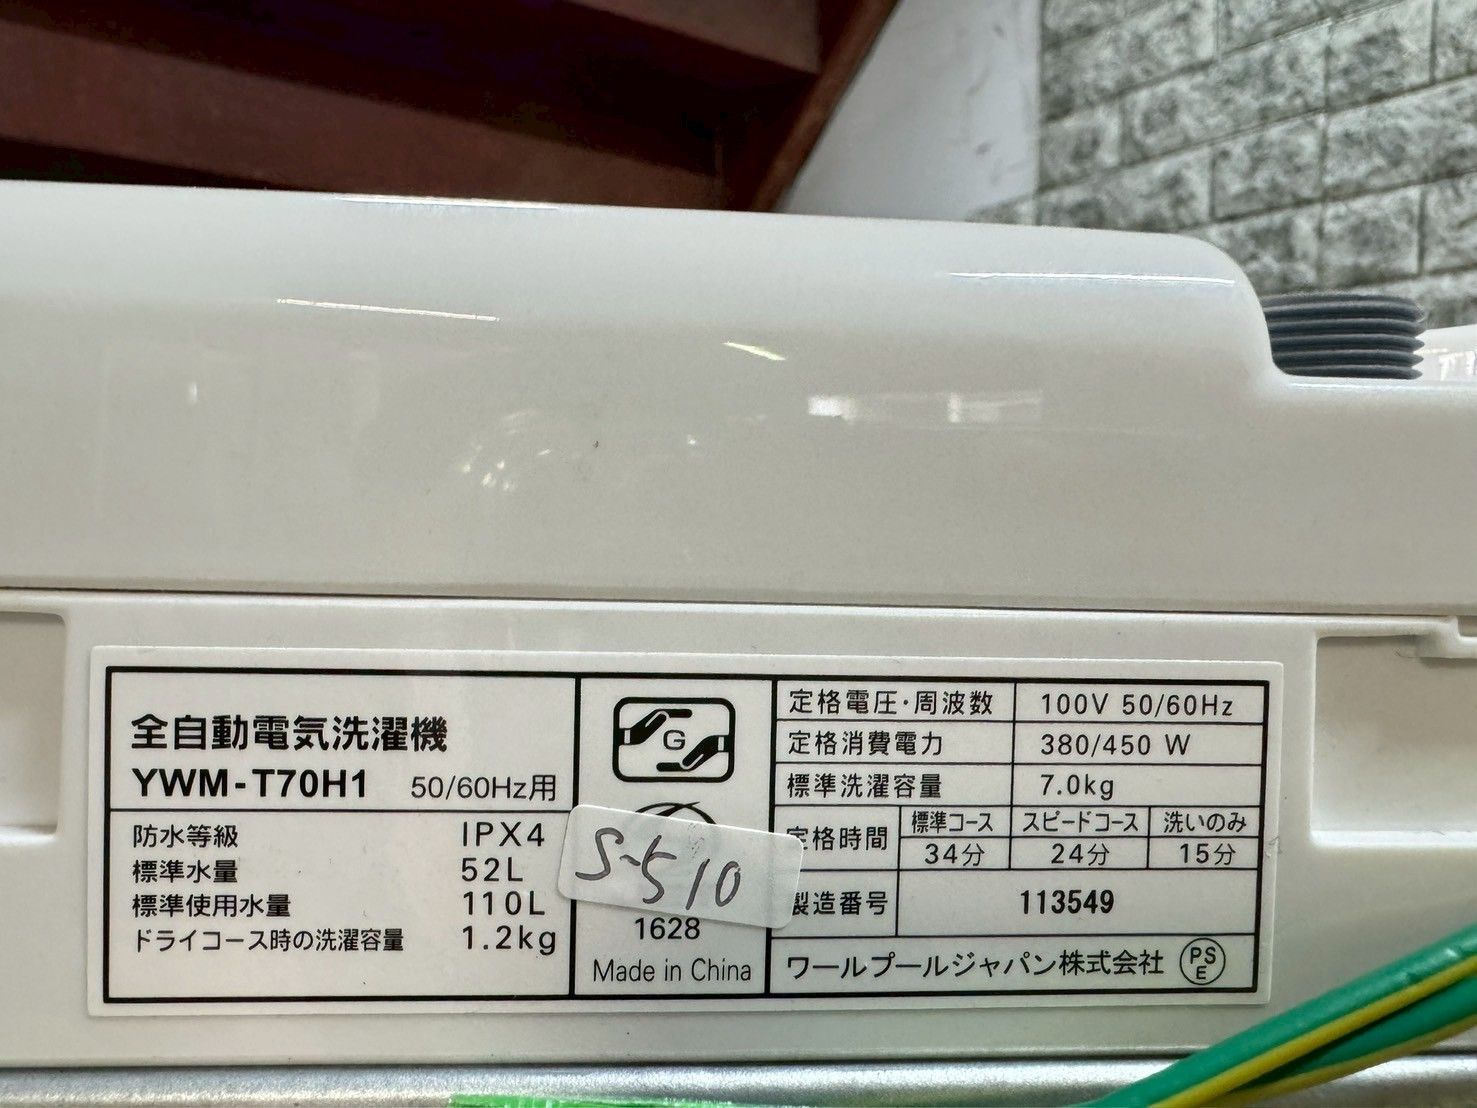 全自動電気洗濯機
YWM-T70H1 50/60Hz用
防水等級 IPX4
標準水量 52L
標準使用水量 110L
ドライコース時の洗濯容量 1.2kg
G
S-510
1628
Made in China
定格電圧・周波数 100V 50/60Hz
定格消費電力 380/450 W
標準洗濯容量 7.0kg
定格時間 標準コース スピードコース 洗いのみ
34分 24分 15分
製造番号 113549
ワールプールジャパン株式会社 PSE